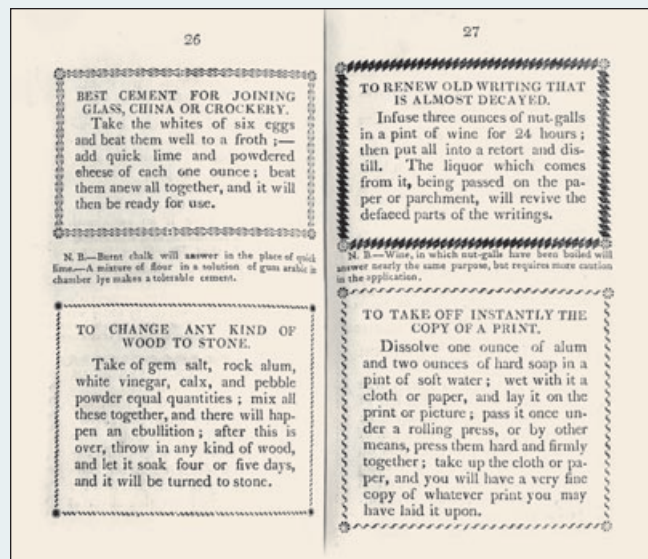 26
BEST CEMENT FOR JOINING
GLASS, CHINA OR CROCKERY.
Take the whites of six eggs
and beat them well to a froth ;—
add quick lime and powdered
cheese of each one ounce ; beat
them anew all together, and it will
then be ready for use.
N. B.—Burnt chalk will answer in the place of quick
lime.—A mixture of flour in a solution of gum arabic in
chamber lye makes a tolerable cement.
TO CHANGE ANY KIND OF
WOOD TO STONE.
Take of gem salt, rock alum,
white vinegar, calx, and pebble
powder equal quantities ; mix all
these together, and there will hap-
pen an ebullition ; after this is
over, throw in any kind of wood,
and let it soak four or five days,
and it will be turned to stone.
27
TO RENEW OLD WRITING THAT
IS ALMOST DECAYED.
Infuse three ounces of nut-galls
in a pint of wine for 24 hours ;
then put all into a retort and dis-
till. The liquor which comes
from it, being passed on the pa-
per or parchment, will revive the
defaced parts of the writings.
N. B.—Wine, in which nut-galls have been boiled will
answer nearly the same purpose, but requires more caution
in the application.
TO TAKE OFF INSTANTLY THE
COPY OF A PRINT.
Dissolve one ounce of alum
and two ounces of hard soap in a
pint of soft water ; wet with it a
cloth or paper, and lay it on the
print or picture ; pass it once un-
der a rolling press, or by other
means, press them hard and firmly
together ; take up the cloth or pa-
per, and you will have a very fine
copy of whatever print you may
have laid it upon.